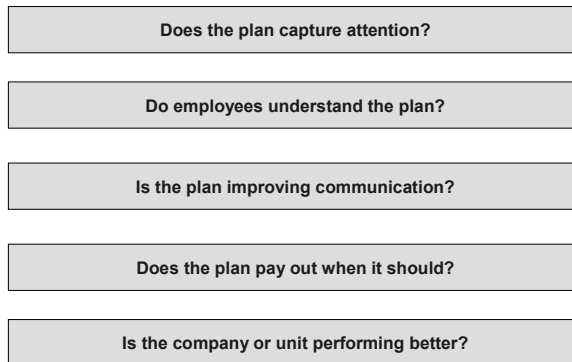 Does the plan capture attention?
Do employees understand the plan?
Is the plan improving communication?
Does the plan pay out when it should?
Is the company or unit performing better?